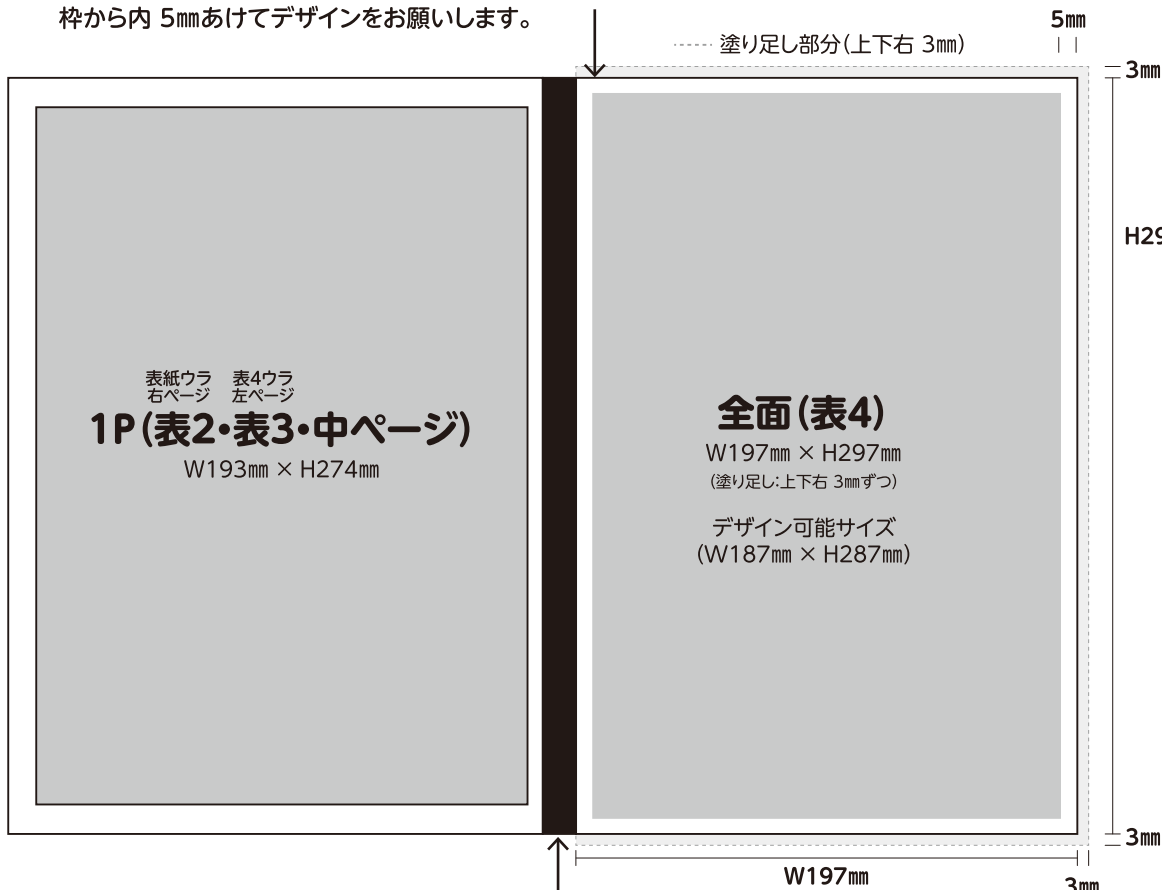 枠から内 5㎜あけてデザインをお願いします。
5㎜
塗り足し部分（上下右 3㎜）
3㎜
H29
表紙ウラ 表4ウラ
右ページ 左ページ
1P（表2・表3・中ページ）
W193㎜ × H274㎜
全面（表4）
W197㎜ × H297㎜
（塗り足し：上下右 3㎜ずつ）
デザイン可能サイズ
（W187㎜ × H287㎜）
3㎜
W197㎜
3㎜